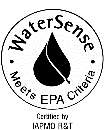 WaterSense
Meets EPA Criteria
Certified by
IAPMO R&T